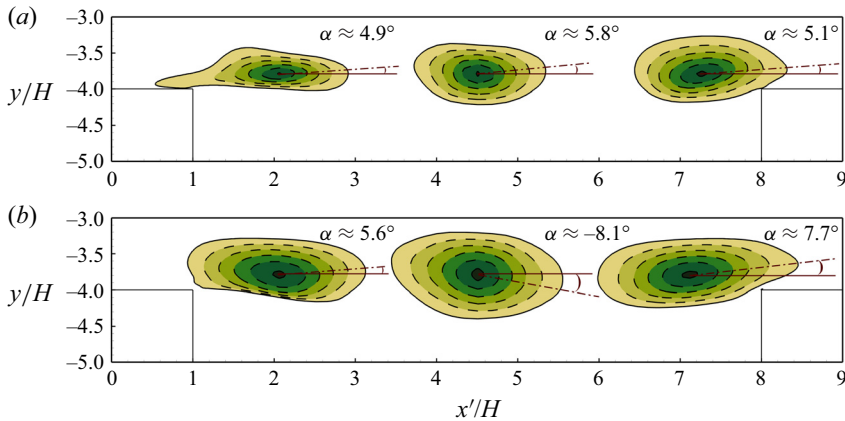 (a)
−3.0
α ≈ 4.9°
α ≈ 5.8°
α ≈ 5.1°
−3.5
y/H
−4.0
−4.5
−5.0
0 1 2 3 4 5 6 7 8 9
(b)
−3.0
α ≈ 5.6°
α ≈ –8.1°
α ≈ 7.7°
−3.5
y/H
−4.0
−4.5
−5.0
0 1 2 3 4 5 6 7 8 9
x′/H